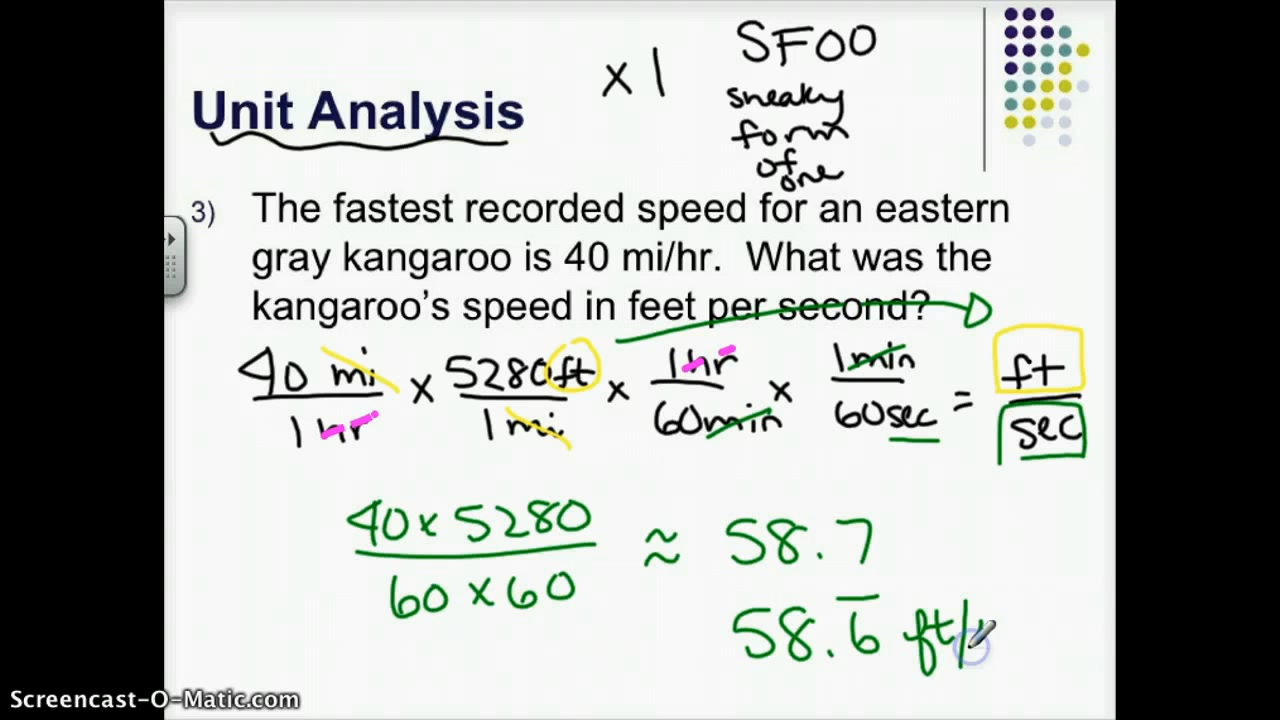 x 1 SFOO
sneaky
form
of
one
Unit Analysis
3) The fastest recorded speed for an eastern
gray kangaroo is 40 mi/hr. What was the
kangaroo's speed in feet per second?
40 mi/1 hr x 5280 ft/1 mi x 1 hr/60 min x 1 min/60 sec = ft/sec
40 x 5280/60 x 60 ≈ 58.7
58.6̅ ft/
Screencast-O-Matic.com